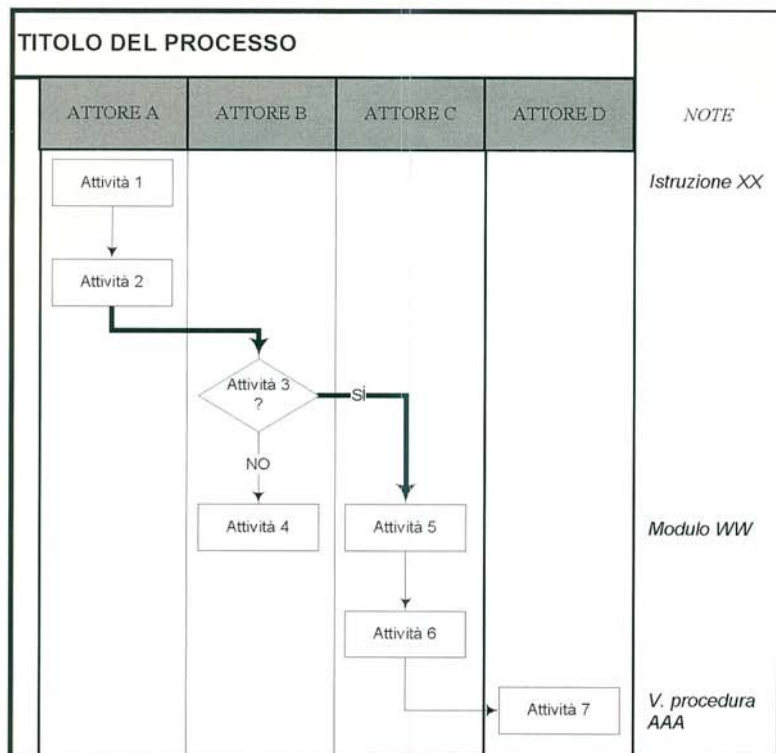 TITOLO DEL PROCESSO
ATTORE A
ATTORE B
ATTORE C
ATTORE D
NOTE
Attività 1
Istruzione XX
Attività 2
Attività 3
?
SÌ
NO
Attività 4
Attività 5
Modulo WW
Attività 6
Attività 7
V. procedura
AAA